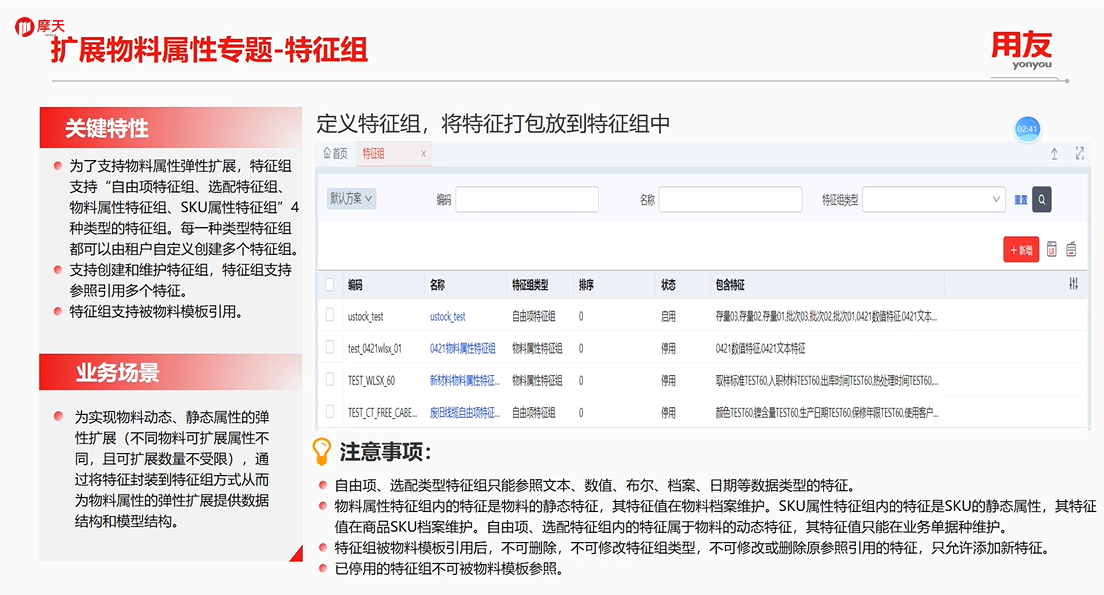 摩天
扩展物料属性专题-特征组
用友
yonyou
关键特性
为了支持物料属性弹性扩展，特征组
支持“自由项特征组、选配特征组、
物料属性特征组、SKU属性特征组”4
种类型的特征组。每一种类型特征组
都可以由租户自定义创建多个特征组。
支持创建和维护特征组，特征组支持
参照引用多个特征。
特征组支持被物料模板引用。
业务场景
为实现物料动态、静态属性的弹
性扩展（不同物料可扩展属性不
同，且可扩展数量不受限），通
过将特征封装到特征组方式从而
为物料属性的弹性扩展提供数据
结构和模型结构。
定义特征组，将特征打包放到特征组中
02:41
首页 特征组 x
默认方案 编码 名称 特征组类型 重置
+ 新增
编码 名称 特征组类型 排序 状态 包含特征
ustock_test ustock_test 自由项特征组 0 启用 存量03,存量02,存量01,批次03,批次02,批次01,0421数值特征,0421文本...
test_0421wlsx_01 0421物料属性特征组 物料属性特征组 0 停用 0421数值特征,0421文本特征
TEST_WLSX_60 新材料物料属性特征... 物料属性特征组 0 停用 取样标准TEST60,入职材料TEST60,出库时间TEST60,热处理时间TEST60,...
TEST_CT_FREE_CABE... 废旧线缆自由项特征... 自由项特征组 0 停用 颜色TEST60,镍含量TEST60,生产日期TEST60,保修年限TEST60,使用客户...
注意事项：
自由项、选配类型特征组只能参照文本、数值、布尔、档案、日期等数据类型的特征。
物料属性特征组内的特征是物料的静态特征，其特征值在物料档案维护。SKU属性特征组内的特征是SKU的静态属性，其特征
值在商品SKU档案维护。自由项、选配特征组内的特征属于物料的动态特征，其特征值只能在业务单据种维护。
特征组被物料模板引用后，不可删除，不可修改特征组类型，不可修改或删除原参照引用的特征，只允许添加新特征。
已停用的特征组不可被物料模板参照。